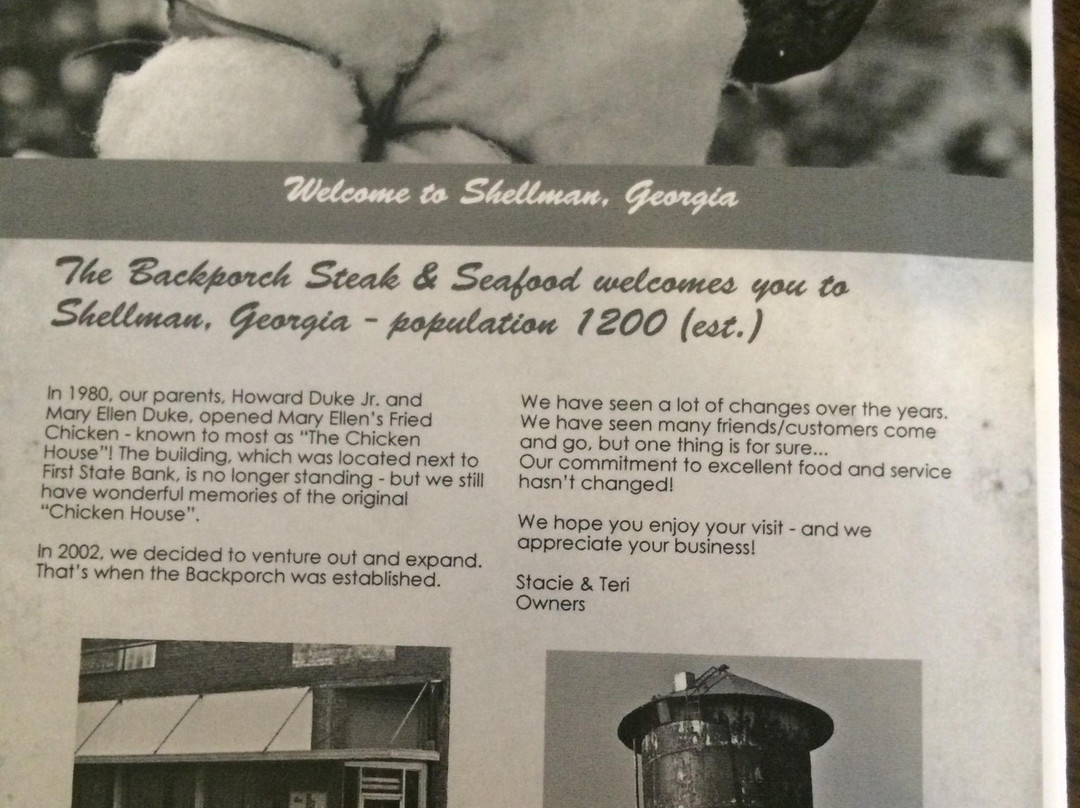 Welcome to Shellman, Georgia
The Backporch Steak & Seafood welcomes you to
Shellman, Georgia - population 1200 (est.)
In 1980, our parents, Howard Duke Jr. and
Mary Ellen Duke, opened Mary Ellen's Fried
Chicken - known to most as "The Chicken
House"! The building, which was located next to
First State Bank, is no longer standing - but we still
have wonderful memories of the original
"Chicken House".
In 2002, we decided to venture out and expand.
That's when the Backporch was established.
We have seen a lot of changes over the years.
We have seen many friends/customers come
and go, but one thing is for sure...
Our commitment to excellent food and service
hasn't changed!
We hope you enjoy your visit - and we
appreciate your business!
Stacie & Teri
Owners